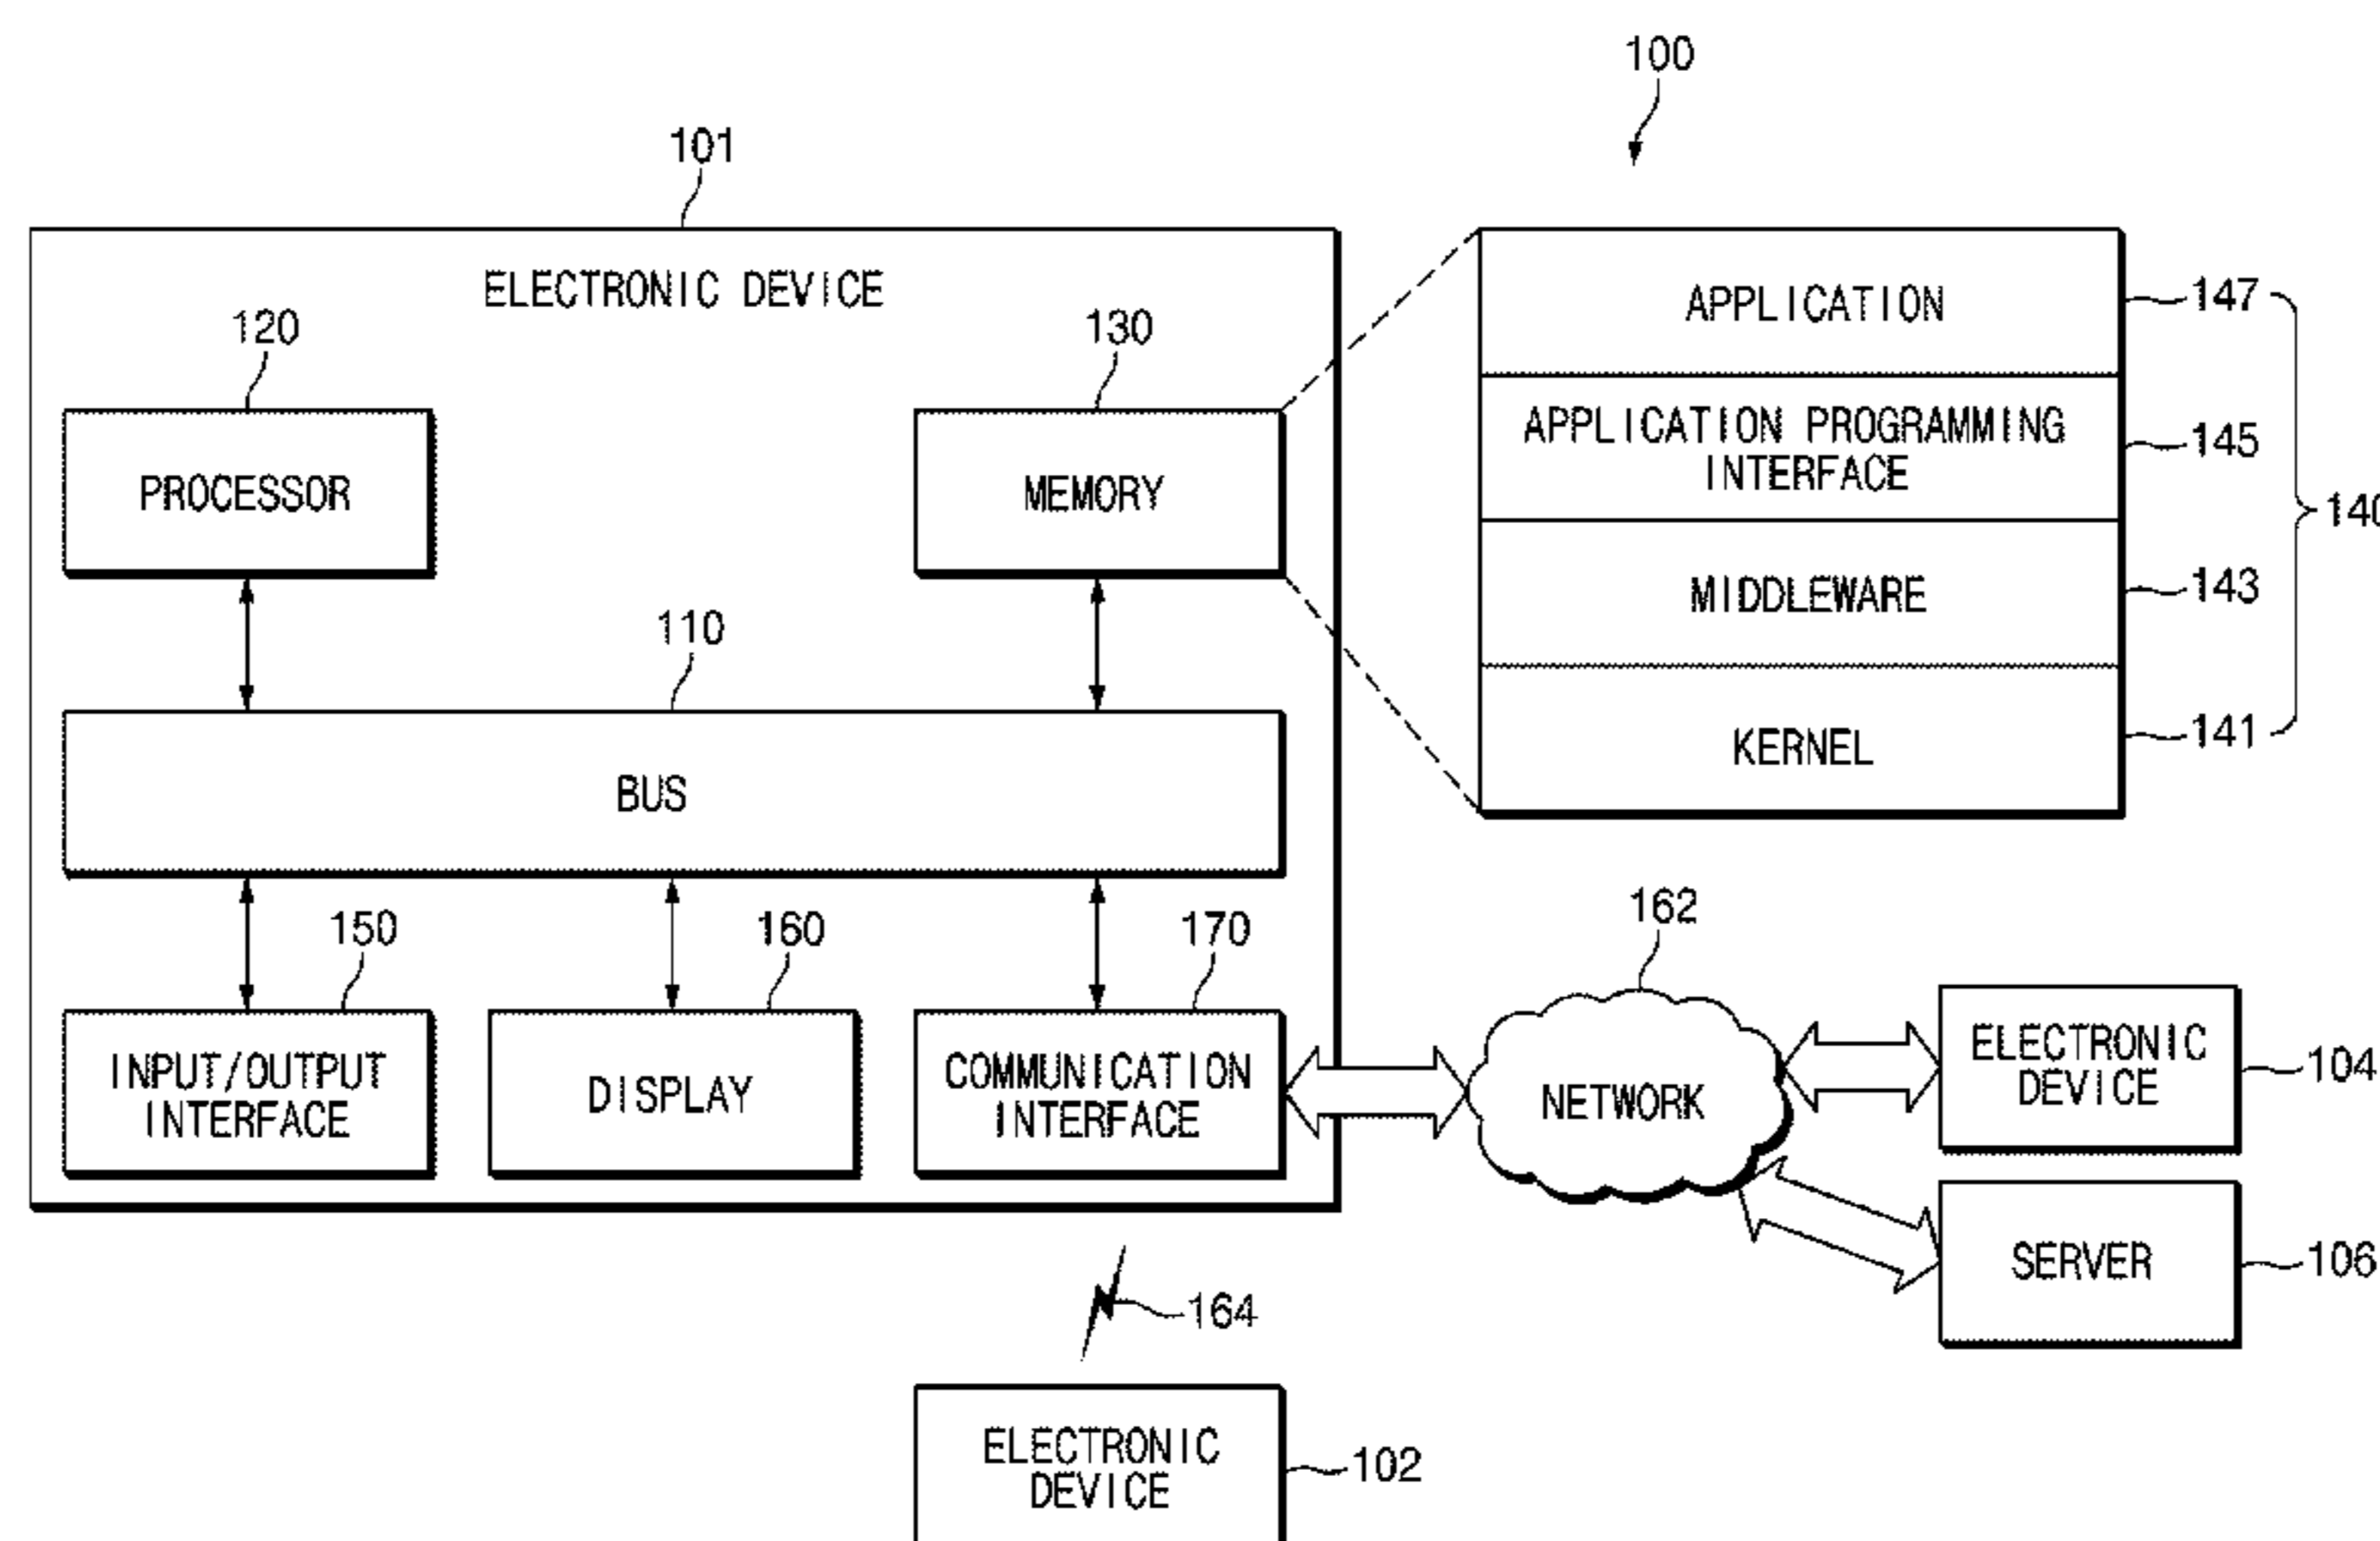 100
101
ELECTRONIC DEVICE
120
130
PROCESSOR
MEMORY
110
BUS
150
160
170
INPUT/OUTPUT
INTERFACE
DISPLAY
COMMUNICATION
INTERFACE
APPLICATION
147
APPLICATION PROGRAMMING
INTERFACE
145
140
MIDDLEWARE
143
KERNEL
141
162
NETWORK
ELECTRONIC
DEVICE
104
SERVER
106
164
ELECTRONIC
DEVICE
102